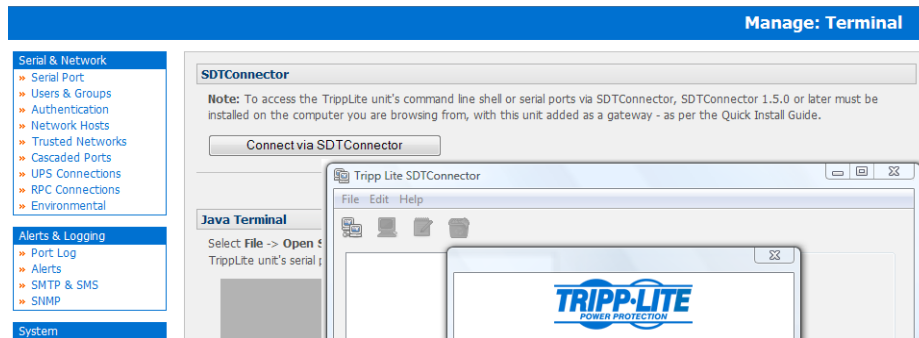 Manage: Terminal
Serial & Network
» Serial Port
» Users & Groups
» Authentication
» Network Hosts
» Trusted Networks
» Cascaded Ports
» UPS Connections
» RPC Connections
» Environmental
Alerts & Logging
» Port Log
» Alerts
» SMTP & SMS
» SNMP
System
SDTConnector
Note: To access the TrippLite unit's command line shell or serial ports via SDTConnector, SDTConnector 1.5.0 or later must be
installed on the computer you are browsing from, with this unit added as a gateway - as per the Quick Install Guide.
Connect via SDTConnector
Java Terminal
Select File -> Open
TrippLite unit's serial
Tripp Lite SDTConnector
File Edit Help
TRIPP·LITE
POWER PROTECTION